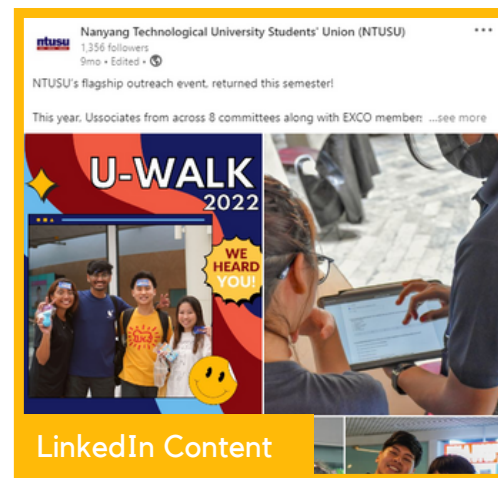 Nanyang Technological University Students' Union (NTUSU)
ntusu
1,356 followers
9mo • Edited •
NTUSU's flagship outreach event, returned this semester!
This year, Ussociates from across 8 committees along with EXCO member: ...see more
U-WALK
2022
WE
HEARD
YOU!
LinkedIn Content